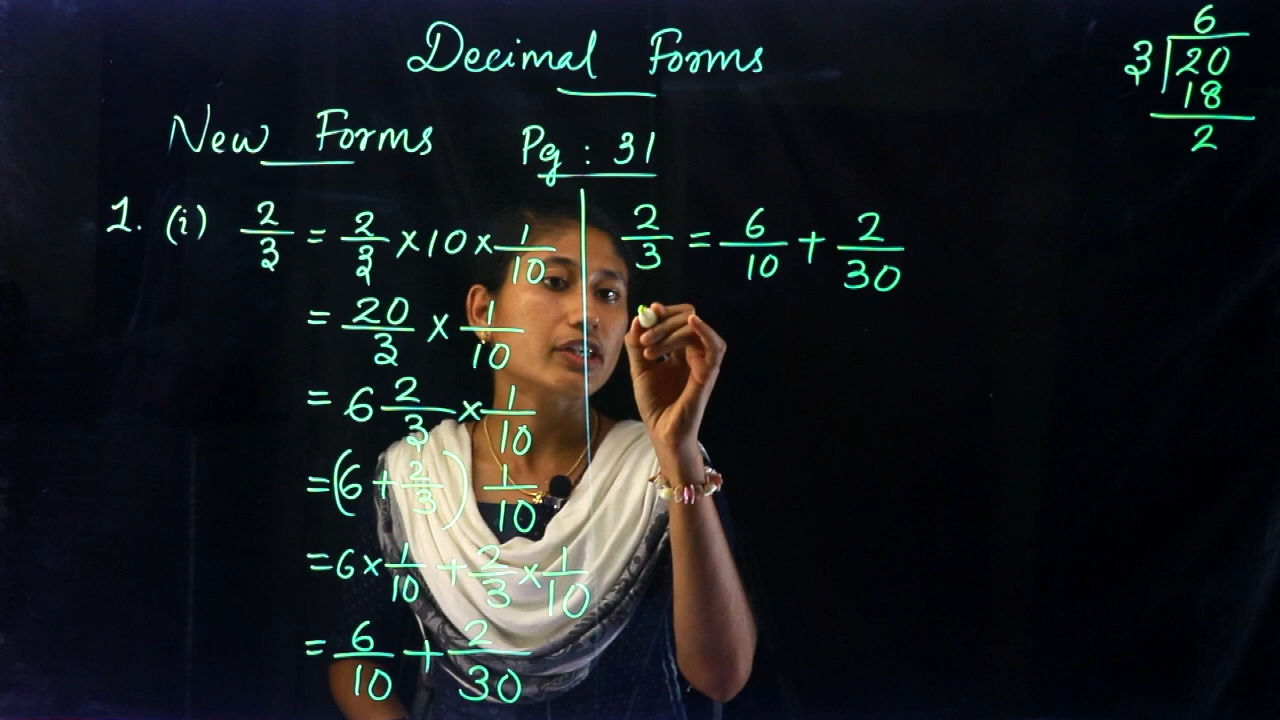 Decimal Forms
New Forms Pg : 31
1. (i) 2/3 = 2/3 × 10 × 1/10
= 20/3 × 1/10
= 6 2/3 × 1/10
= (6 + 2/3) 1/10
= 6 × 1/10 + 2/3 × 1/10
= 6/10 + 2/30
2/3 = 6/10 + 2/30
6
3 20
18
2